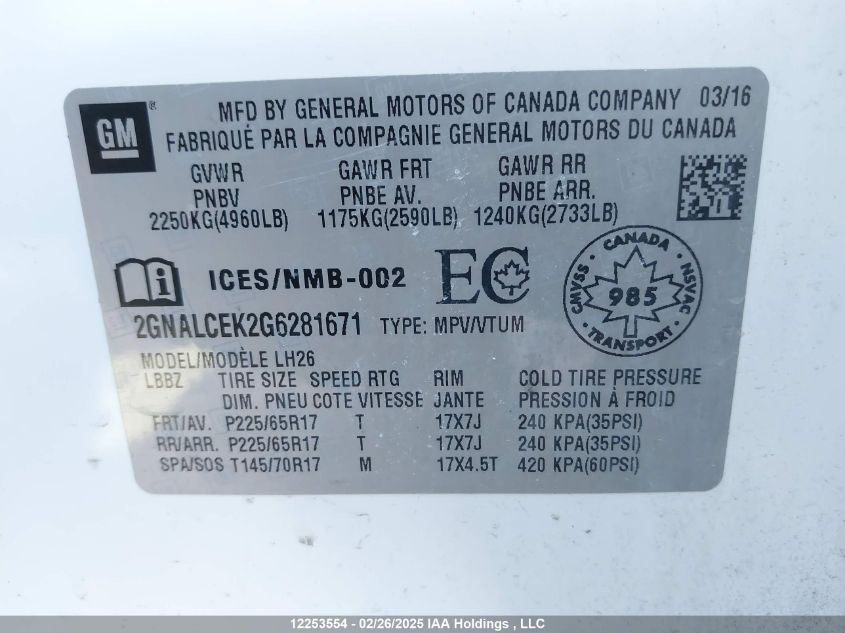 GM ® MFD BY GENERAL MOTORS OF CANADA COMPANY 03/16
FABRIQUÉ PAR LA COMPAGNIE GENERAL MOTORS DU CANADA
GVWR GAWR FRT GAWR RR
PNBV PNBE AV. PNBE ARR.
2250KG(4960LB) 1175KG(2590LB) 1240KG(2733LB)
i ICES/NMB-002 EC
CANADA
CMVSS 985 NSVAC
2GNALCEK2G6281671 TYPE: MPV/VTUM
MODEL/MODÈLE LH26
LBBZ TIRE SIZE SPEED RTG RIM COLD TIRE PRESSURE
DIM. PNEU COTE VITESSE JANTE PRESSION À FROID
FRT/AV. P225/65R17 T 17X7J 240 KPA(35PSI)
RR/ARR. P225/65R17 T 17X7J 240 KPA(35PSI)
SPA/SOS T145/70R17 M 17X4.5T 420 KPA(60PSI)
12253554 - 02/26/2025 IAA Holdings , LLC